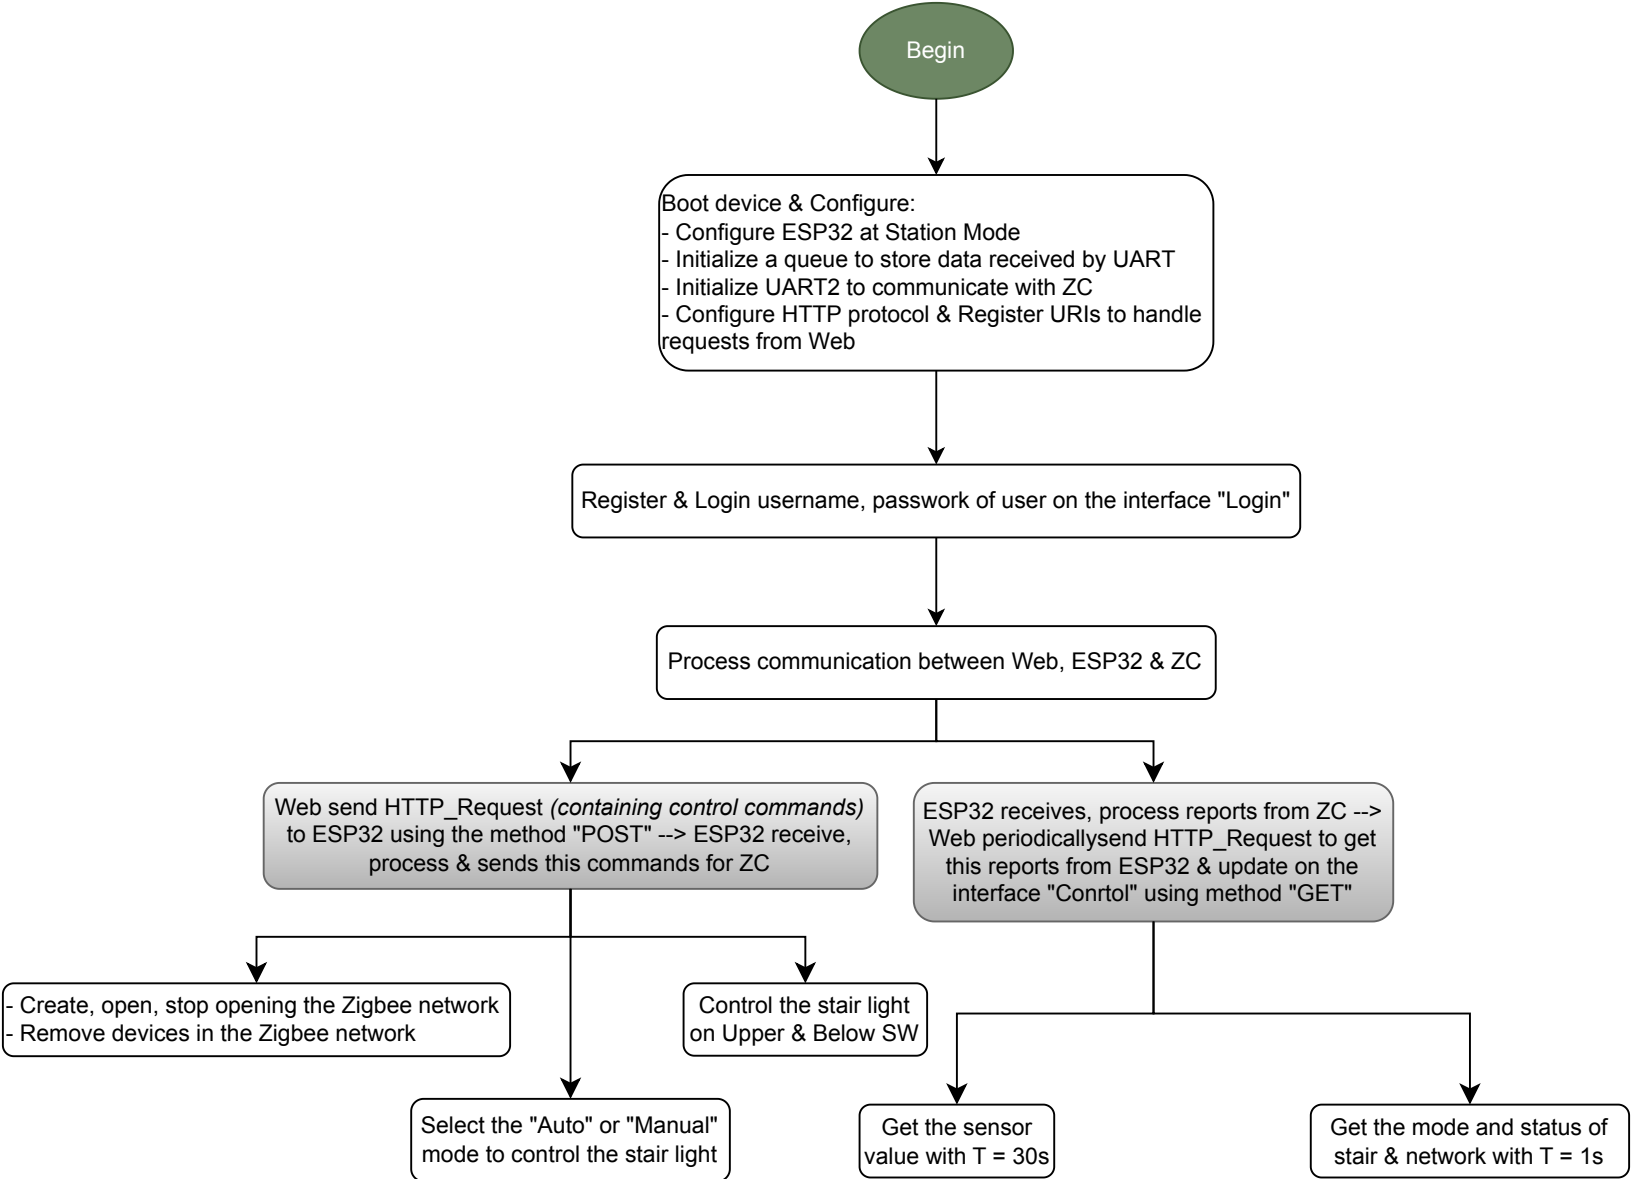 Begin
Boot device & Configure:
- Configure ESP32 at Station Mode
- Initialize a queue to store data received by UART
- Initialize UART2 to communicate with ZC
- Configure HTTP protocol & Register URIs to handle
requests from Web
Register & Login username, passwork of user on the interface "Login"
Process communication between Web, ESP32 & ZC
Web send HTTP_Request (containing control commands)
to ESP32 using the method "POST" --> ESP32 receive,
process & sends this commands for ZC
ESP32 receives, process reports from ZC -->
Web periodicallysend HTTP_Request to get
this reports from ESP32 & update on the
interface "Conrtol" using method "GET"
- Create, open, stop opening the Zigbee network
- Remove devices in the Zigbee network
Control the stair light
on Upper & Below SW
Select the "Auto" or "Manual"
mode to control the stair light
Get the sensor
value with T = 30s
Get the mode and status of
stair & network with T = 1s